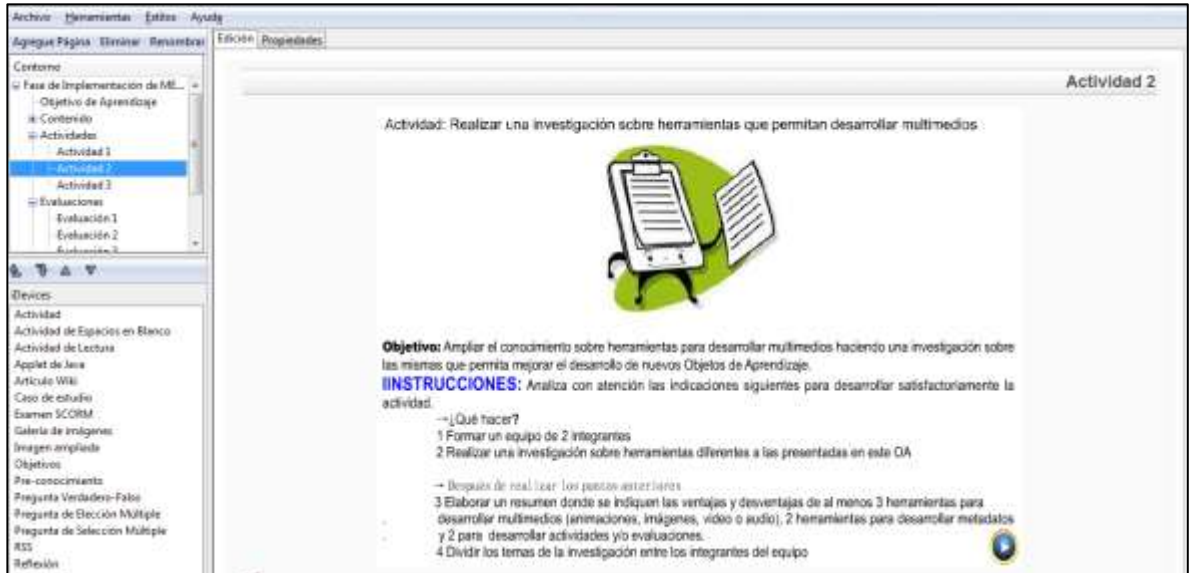 Archivo Herramientas Estilos Ayuda
Agregue Página Eliminar Renombrar
Edición Propiedades
Contorno
Fase de Implementación de ME...
Objetivo de Aprendizaje
Contenido
Actividades
Actividad 1
Actividad 2
Actividad 3
Evaluaciones
Evaluación 1
Evaluación 2
Evaluación 3
iDevices
Actividad
Actividad de Espacios en Blanco
Actividad de Lectura
Applet de Java
Artículo Wiki
Caso de estudio
Examen SCORM
Galería de imágenes
Imagen ampliada
Objetivos
Pre-conocimiento
Pregunta Verdadero-Falso
Pregunta de Elección Múltiple
Pregunta de Selección Múltiple
RSS
Reflexión
Actividad 2
Actividad: Realizar una investigación sobre herramientas que permitan desarrollar multimedios
Objetivo: Ampliar el conocimiento sobre herramientas para desarrollar multimedios haciendo una investigación sobre
las mismas que permita mejorar el desarrollo de nuevos Objetos de Aprendizaje.
IINSTRUCCIONES: Analiza con atención las indicaciones siguientes para desarrollar satisfactoriamente la
actividad.
→¿Qué hacer?
1 Formar un equipo de 2 integrantes
2 Realizar una investigación sobre herramientas diferentes a las presentadas en este OA
→ Después de realizar los puntos anteriores
3 Elaborar un resumen donde se indiquen las ventajas y desventajas de al menos 3 herramientas para
desarrollar multimedios (animaciones, imágenes, video o audio), 2 herramientas para desarrollar metadatos
y 2 para desarrollar actividades y/o evaluaciones.
4 Dividir los temas de la investigación entre los integrantes del equipo